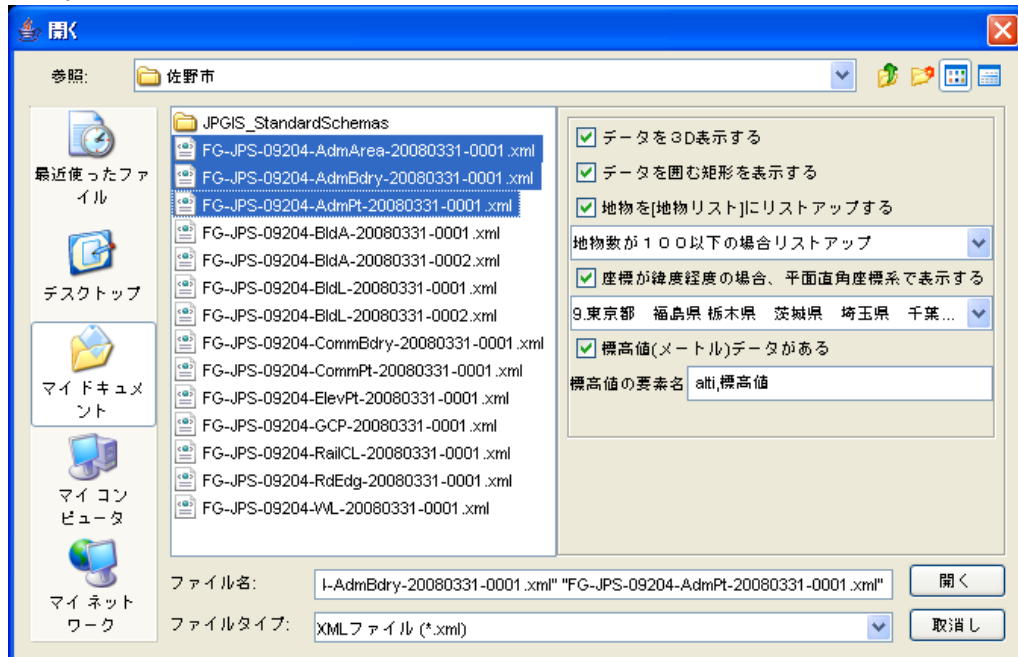 開く
参照:
佐野市
最近使ったファ
イル
デスクトップ
マイ ドキュメ
ント
マイ コン
ピュータ
マイ ネット
ワーク
JPGIS_StandardSchemas
FG-JPS-09204-AdmArea-20080331-0001.xml
FG-JPS-09204-AdmBdry-20080331-0001.xml
FG-JPS-09204-AdmPt-20080331-0001.xml
FG-JPS-09204-BldA-20080331-0001.xml
FG-JPS-09204-BldA-20080331-0002.xml
FG-JPS-09204-BldL-20080331-0001.xml
FG-JPS-09204-BldL-20080331-0002.xml
FG-JPS-09204-CommBdry-20080331-0001.xml
FG-JPS-09204-CommPt-20080331-0001.xml
FG-JPS-09204-ElevPt-20080331-0001.xml
FG-JPS-09204-GCP-20080331-0001.xml
FG-JPS-09204-RailCL-20080331-0001.xml
FG-JPS-09204-RdEdg-20080331-0001.xml
FG-JPS-09204-WL-20080331-0001.xml
データを3D表示する
データを囲む矩形を表示する
地物を[地物リスト]にリストアップする
地物数が100以下の場合リストアップ
座標が緯度経度の場合、平面直角座標系で表示する
9.東京都 福島県 栃木県 茨城県 埼玉県 千葉...
標高値(メートル)データがある
標高値の要素名 alti,標高値
ファイル名: I-AdmBdry-20080331-0001.xml" "FG-JPS-09204-AdmPt-20080331-0001.xml" 開く
ファイルタイプ: XMLファイル (*.xml) 取消し